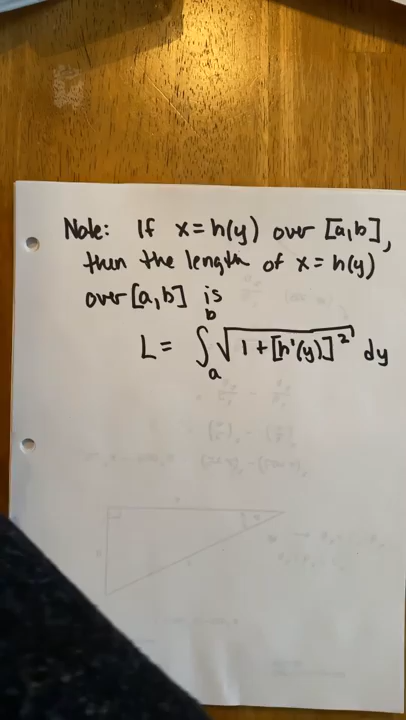 Note: If x = h(y) over [a,b],
then the length of x = h(y)
over [a,b] is
L = ∫_a^b √(1 + [h'(y)]²) dy